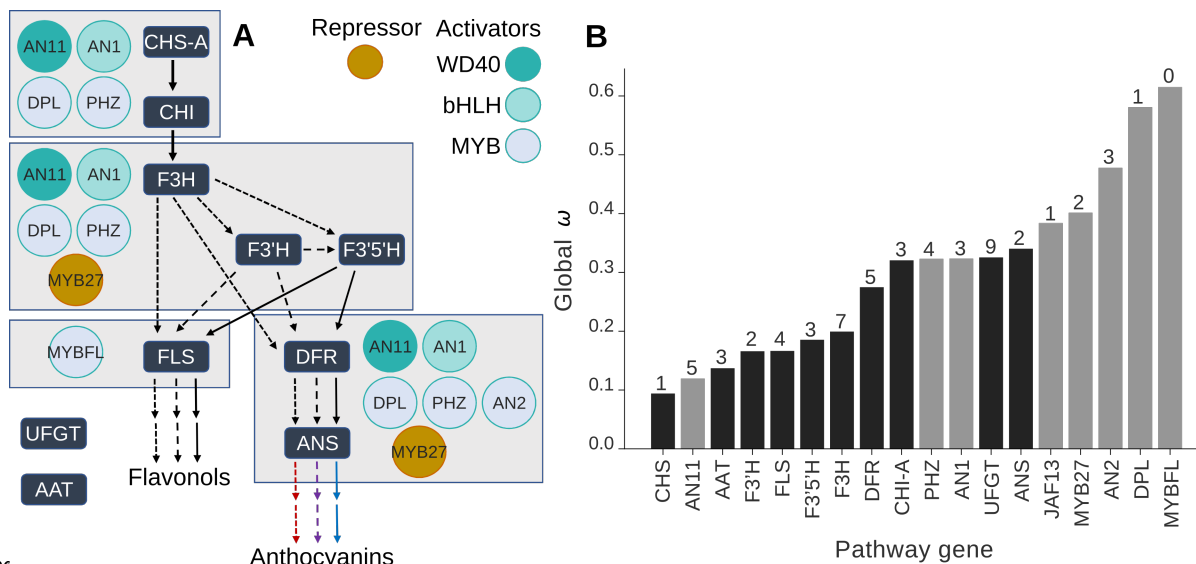 A
Repressor
Activators
WD40
bHLH
MYB
AN11
AN1
CHS-A
DPL
PHZ
CHI
AN11
AN1
F3H
DPL
PHZ
MYB27
F3'H
F3'5'H
MYBFL
FLS
DFR
AN11
AN1
DPL
PHZ
AN2
ANS
MYB27
UFGT
AAT
Flavonols
Anthocyanins
B
Global ω
0.6
0.5
0.4
0.3
0.2
0.1
0.0
1 5 3 2 4 3 7 5 3 4 3 9 2 1 2 3 1 0
CHS
AN11
AAT
F3'H
FLS
F3'5'H
F3H
DFR
CHI-A
PHZ
AN1
UFGT
ANS
JAF13
MYB27
AN2
DPL
MYBFL
Pathway gene